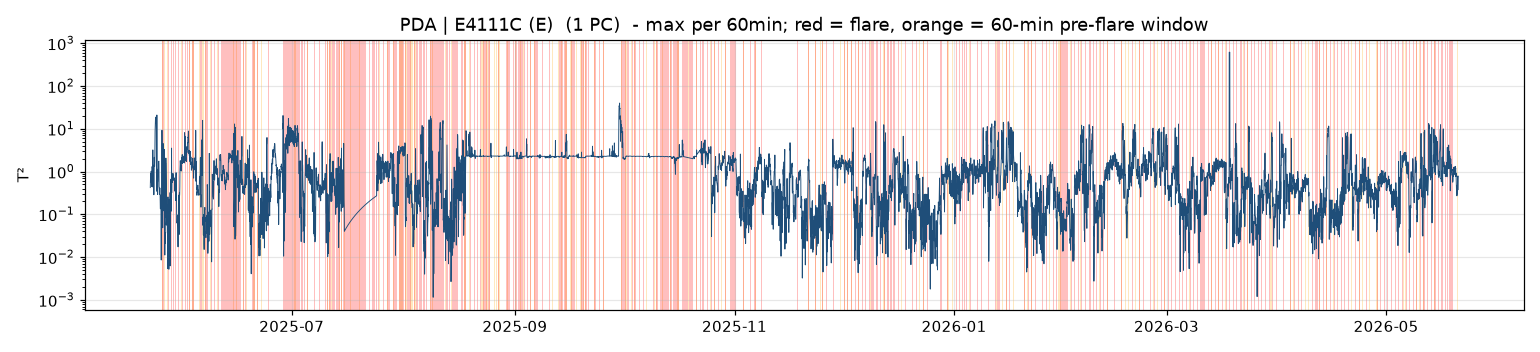 PDA | E4111C (E)  (1 PC)  - max per 60min; red = flare, orange = 60-min pre-flare window
T²
10³
10²
10¹
10⁰
10⁻¹
10⁻²
10⁻³
2025-07 2025-09 2025-11 2026-01 2026-03 2026-05